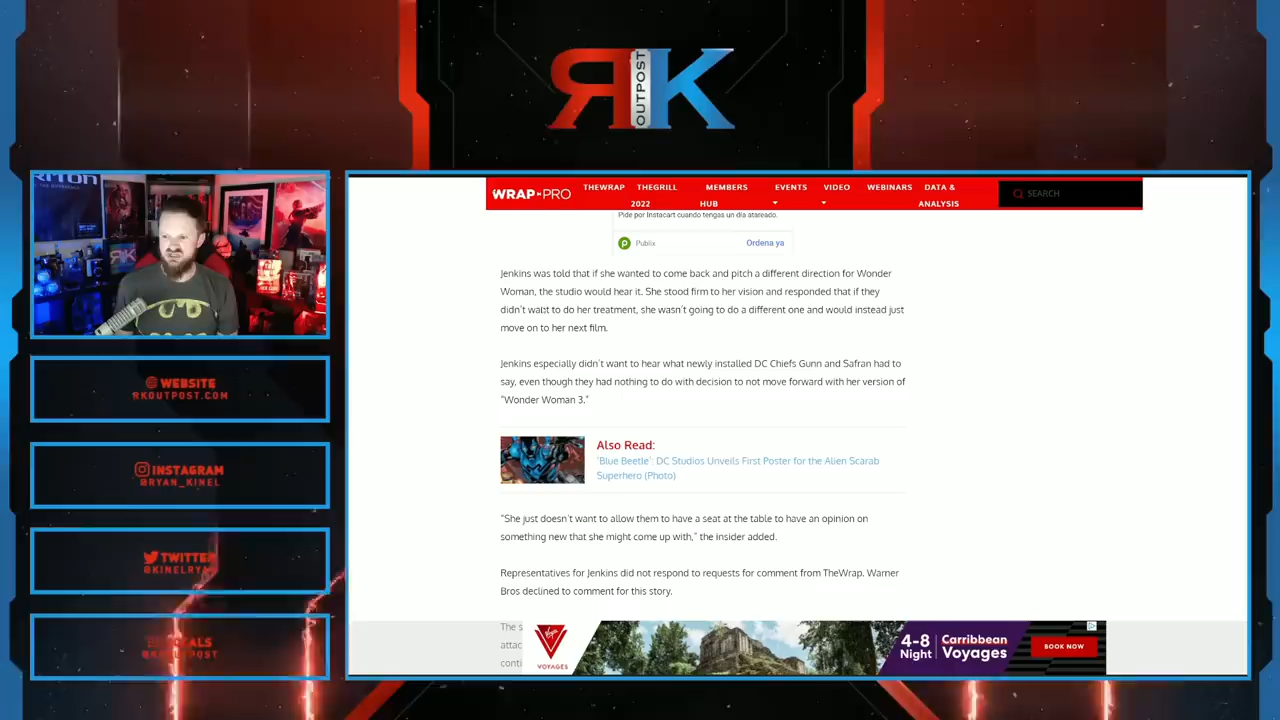 RK
OUTPOST
WRAP PRO
THEWRAP
THEGRILL 2022
MEMBERS HUB
EVENTS
VIDEO
WEBINARS
DATA & ANALYSIS
SEARCH
Pide por Instacart cuando tengas un día atareado.
Publix
Ordena ya
Jenkins was told that if she wanted to come back and pitch a different direction for Wonder
Woman, the studio would hear it. She stood firm to her vision and responded that if they
didn't want to do her treatment, she wasn't going to do a different one and would instead just
move on to her next film.
Jenkins especially didn't want to hear what newly installed DC Chiefs Gunn and Safran had to
say, even though they had nothing to do with decision to not move forward with her version of
"Wonder Woman 3."
Also Read:
'Blue Beetle': DC Studios Unveils First Poster for the Alien Scarab
Superhero (Photo)
"She just doesn't want to allow them to have a seat at the table to have an opinion on
something new that she might come up with," the insider added.
Representatives for Jenkins did not respond to requests for comment from TheWrap. Warner
Bros declined to comment for this story.
The s
attac
conti
Virgin
VOYAGES
4-8 Night
Carribbean Voyages
BOOK NOW
WEBSITE
RKOUTPOST.COM
INSTAGRAM
@RYAN_KINEL
TWITTER
@KINELRYAN